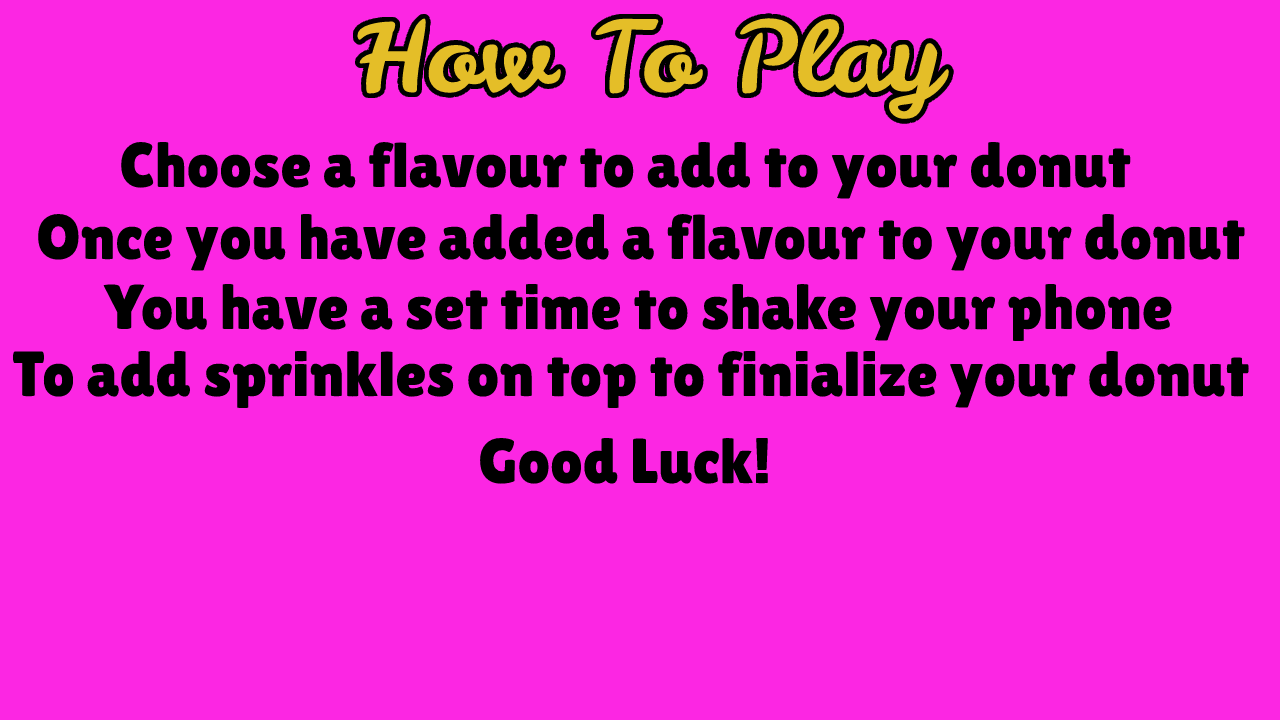 How To Play
Choose a flavour to add to your donut
Once you have added a flavour to your donut
You have a set time to shake your phone
To add sprinkles on top to finialize your donut
Good Luck!